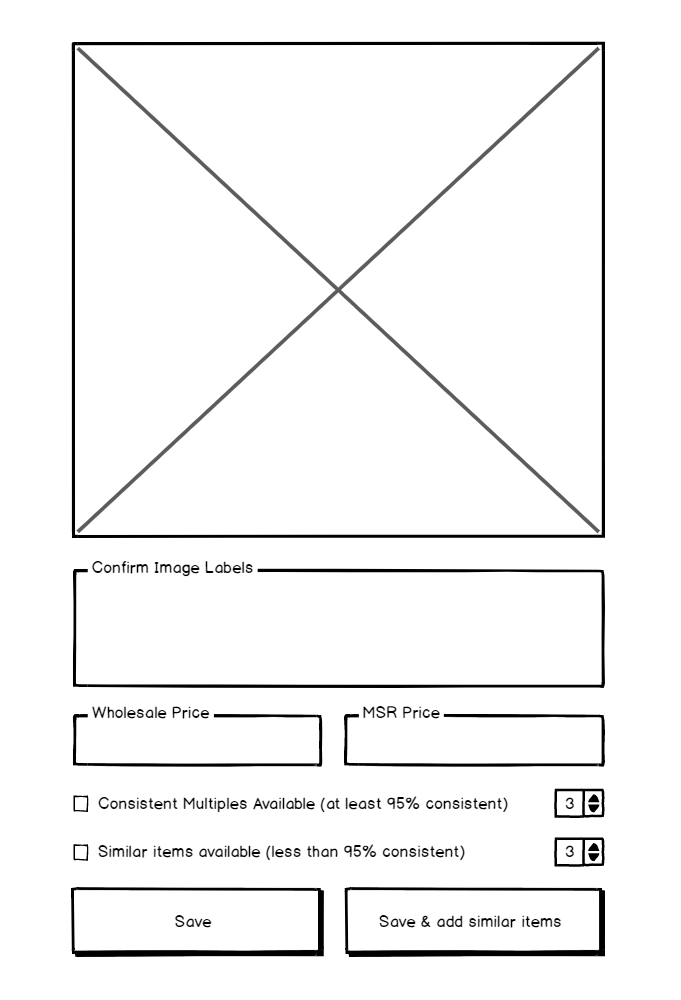 Confirm Image Labels
Wholesale Price
MSR Price
Consistent Multiples Available (at least 95% consistent)
3
Similar items available (less than 95% consistent)
3
Save
Save & add similar items